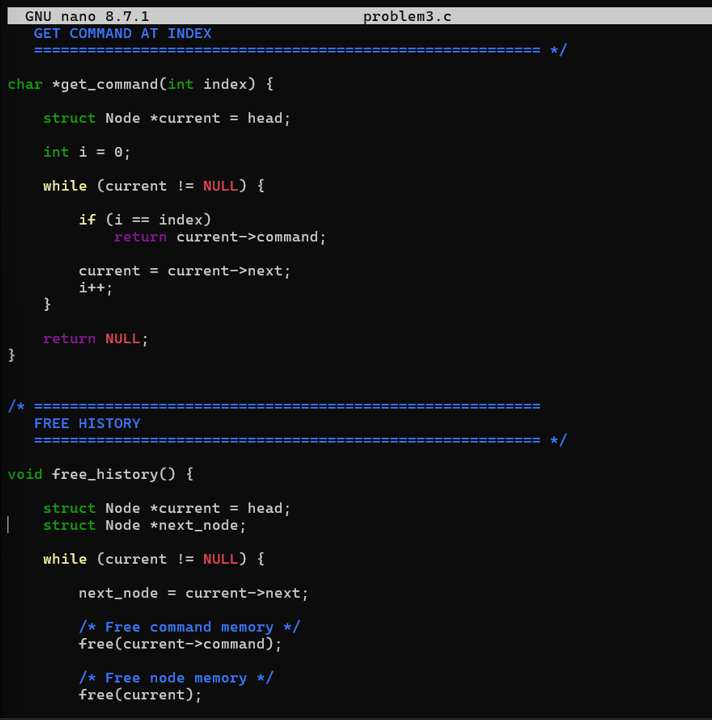 GNU nano 8.7.1 problem3.c
GET COMMAND AT INDEX
========================================================= */
char *get_command(int index) {
struct Node *current = head;
int i = 0;
while (current != NULL) {
if (i == index)
return current->command;
current = current->next;
i++;
}
return NULL;
}
/* =========================================================
FREE HISTORY
========================================================= */
void free_history() {
struct Node *current = head;
struct Node *next_node;
while (current != NULL) {
next_node = current->next;
/* Free command memory */
free(current->command);
/* Free node memory */
free(current);